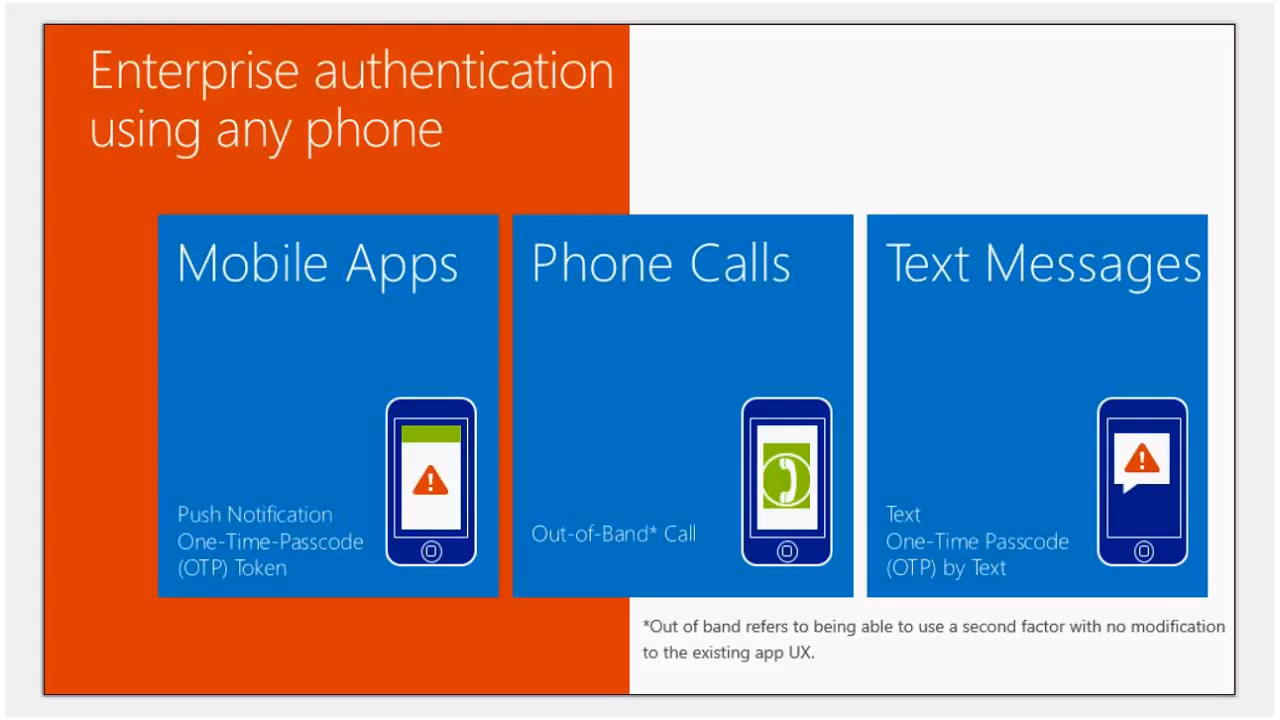 Enterprise authentication
using any phone
Mobile Apps
Push Notification
One-Time-Passcode
(OTP) Token
Phone Calls
Out-of-Band* Call
Text Messages
Text
One-Time Passcode
(OTP) by Text
*Out of band refers to being able to use a second factor with no modification
to the existing app UX.